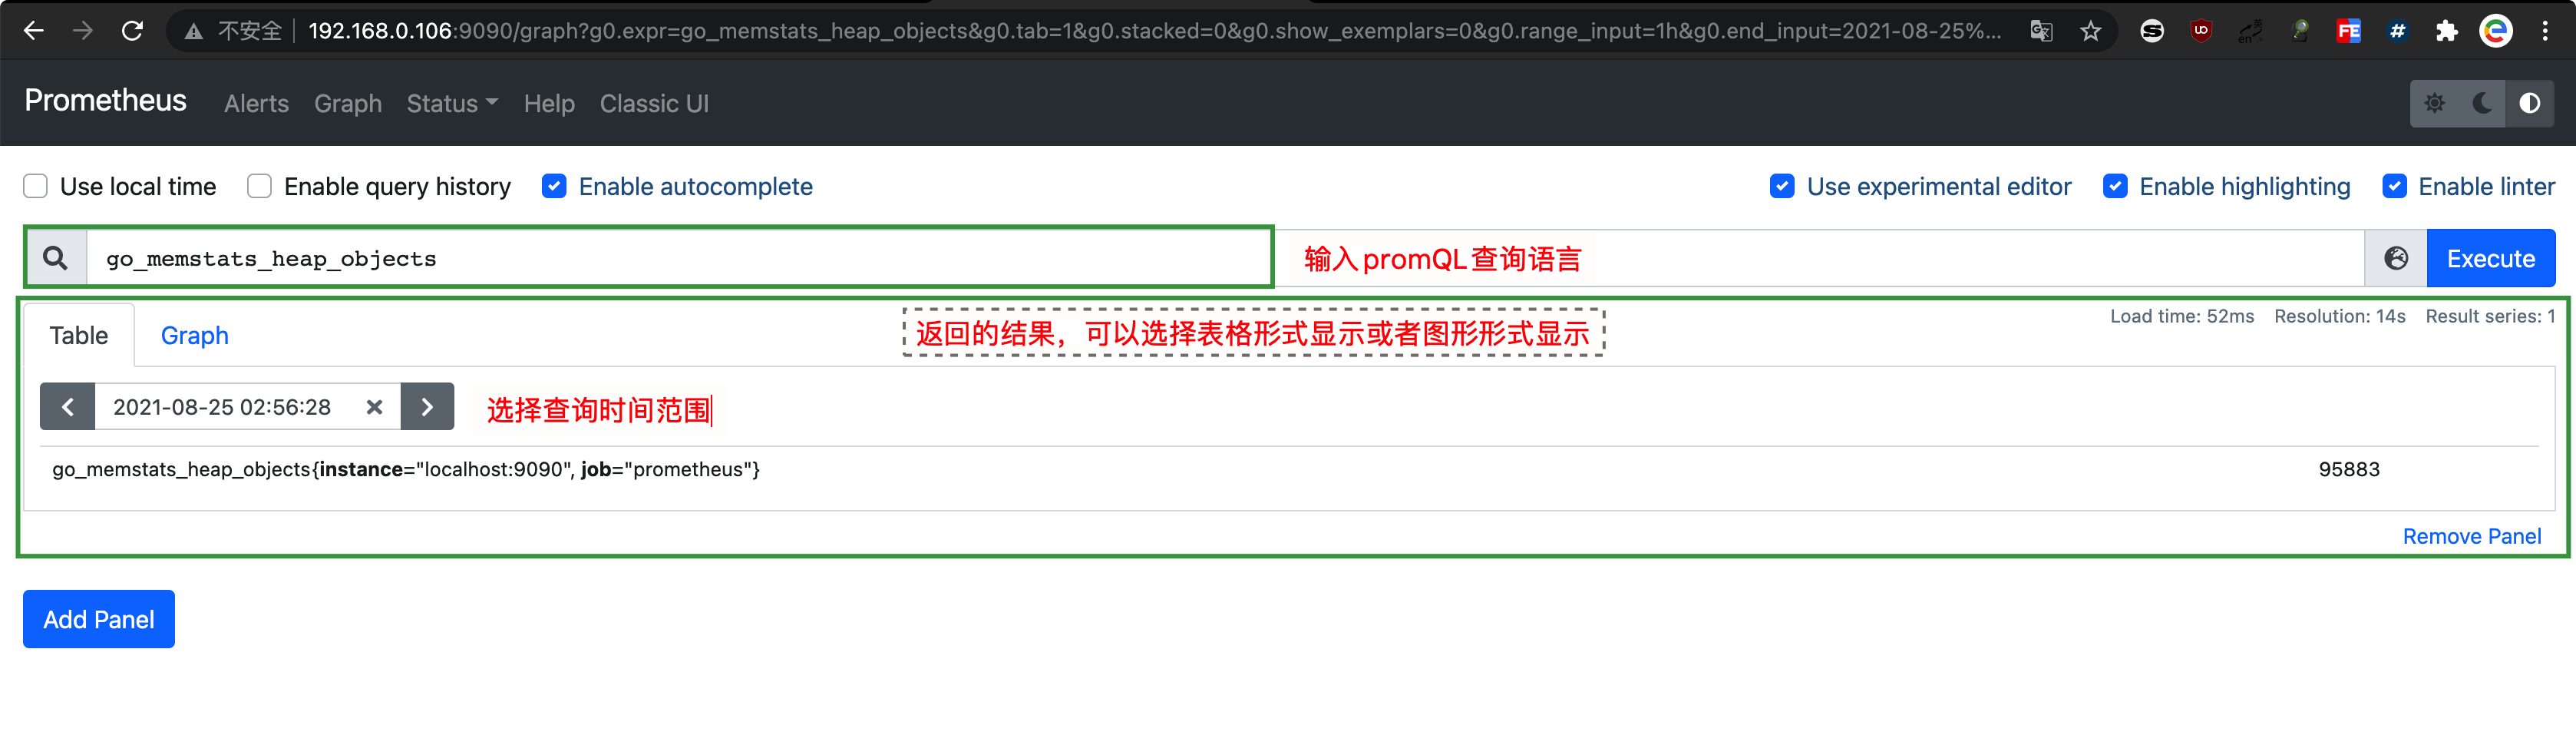 不安全 192.168.0.106:9090/graph?g0.expr=go_memstats_heap_objects&g0.tab=1&g0.stacked=0&g0.show_exemplars=0&g0.range_input=1h&g0.end_input=2021-08-25%...
Prometheus Alerts Graph Status Help Classic UI
Use local time Enable query history Enable autocomplete Use experimental editor Enable highlighting Enable linter
go_memstats_heap_objects 输入promQL查询语言 Execute
Table Graph 返回的结果，可以选择表格形式显示或者图形形式显示 Load time: 52ms Resolution: 14s Result series: 1
2021-08-25 02:56:28 选择查询时间范围
go_memstats_heap_objects{instance="localhost:9090", job="prometheus"} 95883
Remove Panel
Add Panel